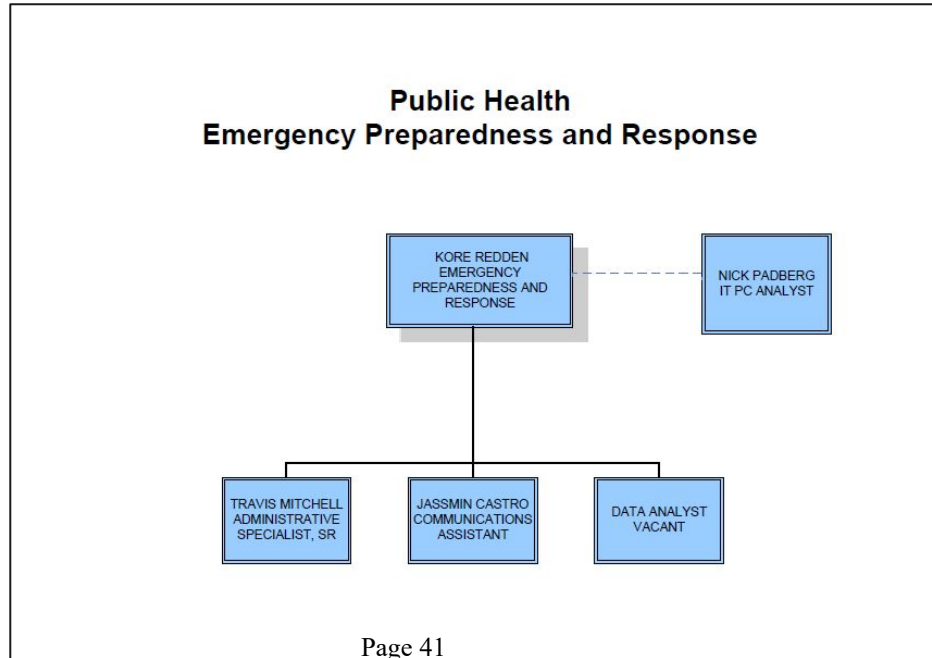 Public Health
Emergency Preparedness and Response
KORE REDDEN
EMERGENCY
PREPAREDNESS AND
RESPONSE
NICK PADBERG
IT PC ANALYST
TRAVIS MITCHELL
ADMINISTRATIVE
SPECIALIST, SR
JASSMIN CASTRO
COMMUNICATIONS
ASSISTANT
DATA ANALYST
VACANT
Page 41